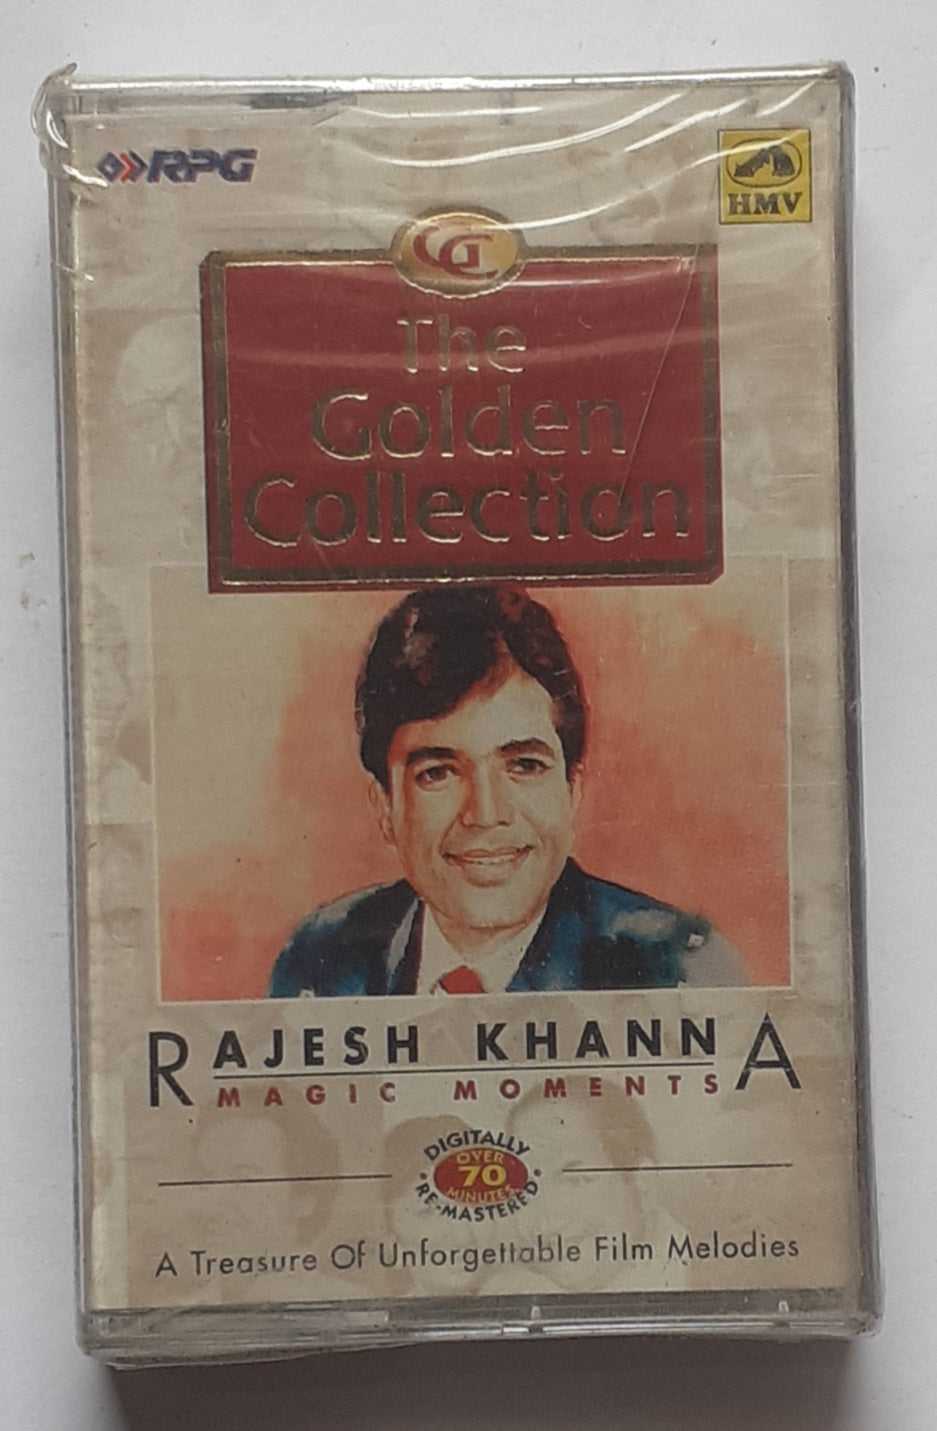 RPG
HMV
GC
The
Golden
Collection
RAJESH KHANNA
MAGIC MOMENTS
DIGITALLY
OVER
70
MINUTES
RE-MASTERED
A Treasure Of Unforgettable Film Melodies